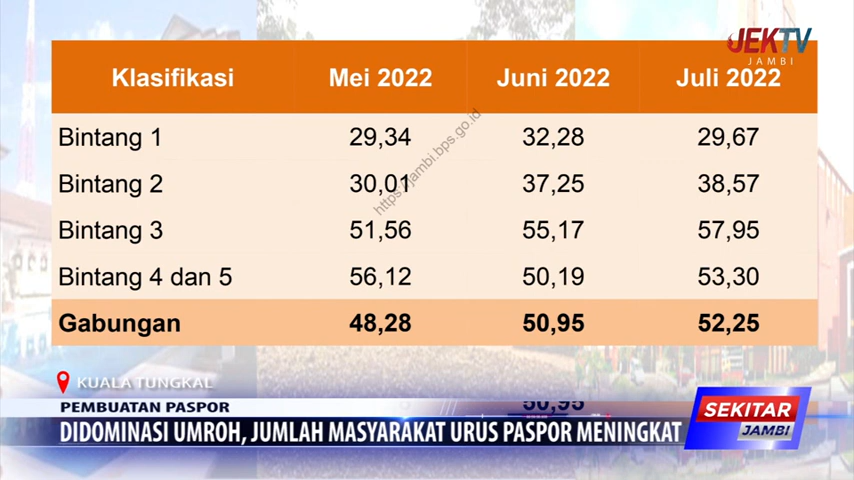 JEKTV
JAMBI
Klasifikasi Mei 2022 Juni 2022 Juli 2022
Bintang 1 29,34 32,28 29,67
Bintang 2 30,01 37,25 38,57
Bintang 3 51,56 55,17 57,95
Bintang 4 dan 5 56,12 50,19 53,30
Gabungan 48,28 50,95 52,25
https://jambi.bps.go.id
KUALA TUNGKAL
50,95
PEMBUATAN PASPOR
DIDOMINASI UMROH, JUMLAH MASYARAKAT URUS PASPOR MENINGKAT
SEKITAR
JAMBI